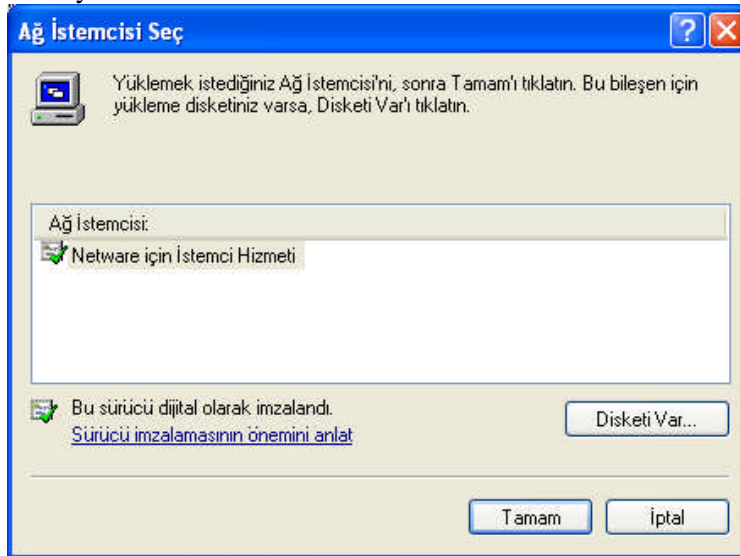 Ağ İstemcisi Seç
Yüklemek istediğiniz Ağ İstemcisi'ni, sonra Tamam'ı tıklatın. Bu bileşen için
yükleme disketiniz varsa, Disketi Var'ı tıklatın.
Ağ İstemcisi:
Netware için İstemci Hizmeti
Bu sürücü dijital olarak imzalandı.
Sürücü imzalamasının önemini anlat
Disketi Var...
Tamam
İptal